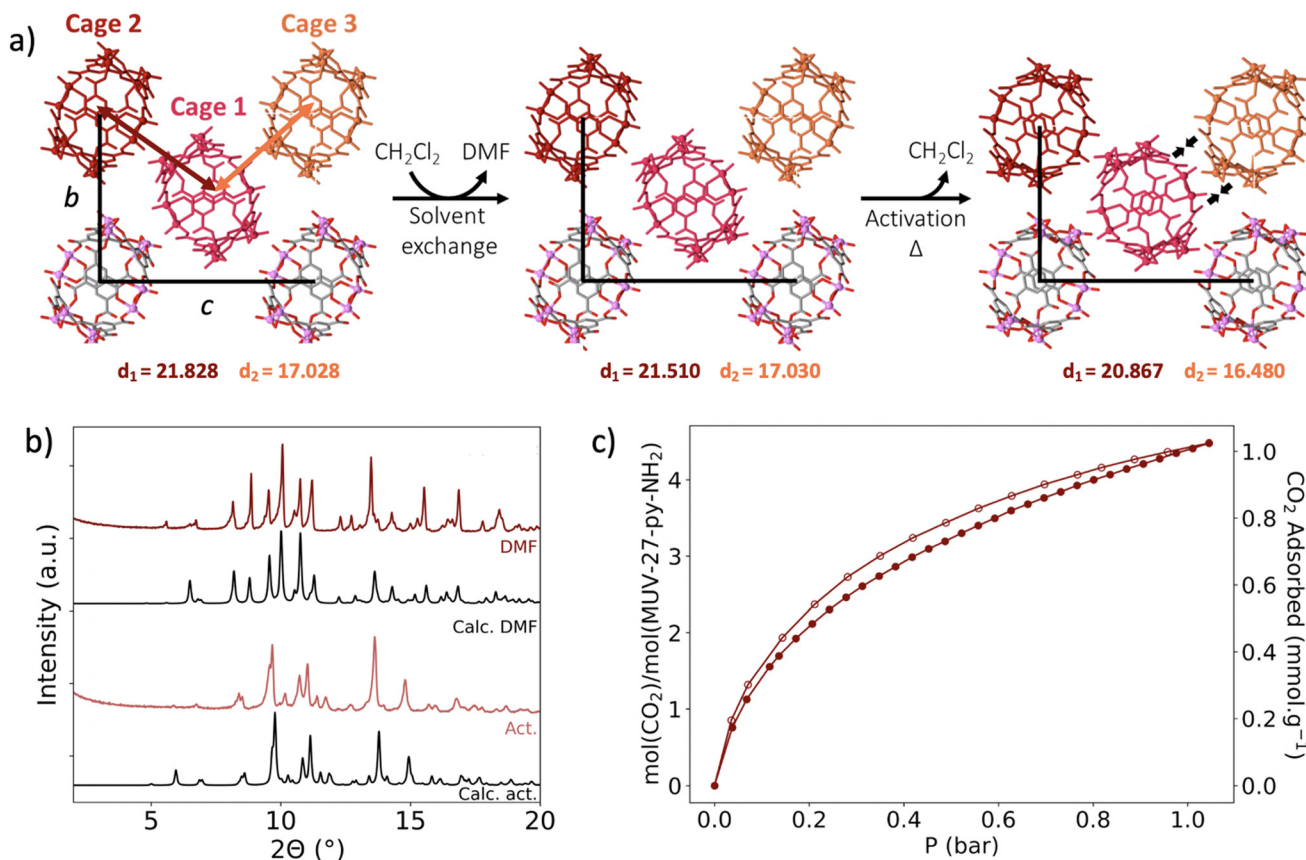 a)
Cage 2
Cage 3
Cage 1
b
c
CH₂Cl₂ DMF
Solvent
exchange
CH₂Cl₂
Activation
Δ
d₁ = 21.828 d₂ = 17.028
d₁ = 21.510 d₂ = 17.030
d₁ = 20.867 d₂ = 16.480
b)
Intensity (a.u.)
DMF
Calc. DMF
Act.
Calc. act.
5 10 15 20
2Θ (°)
c)
mol(CO₂)/mol(MUV-27-py-NH₂)
4
3
2
1
0
0.0 0.2 0.4 0.6 0.8 1.0
P (bar)
1.0
0.8
0.6
0.4
0.2
0.0
CO₂ Adsorbed (mmol.g⁻¹)